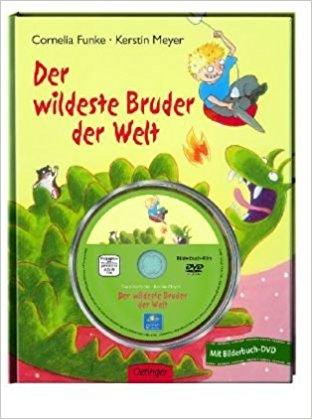 Cornelia Funke · Kerstin Meyer
Der
wildeste Bruder
der Welt
Bilderbuch-Film
DVD
Der wildeste Bruder
der Welt
Mit Bilderbuch-DVD
Oetinger